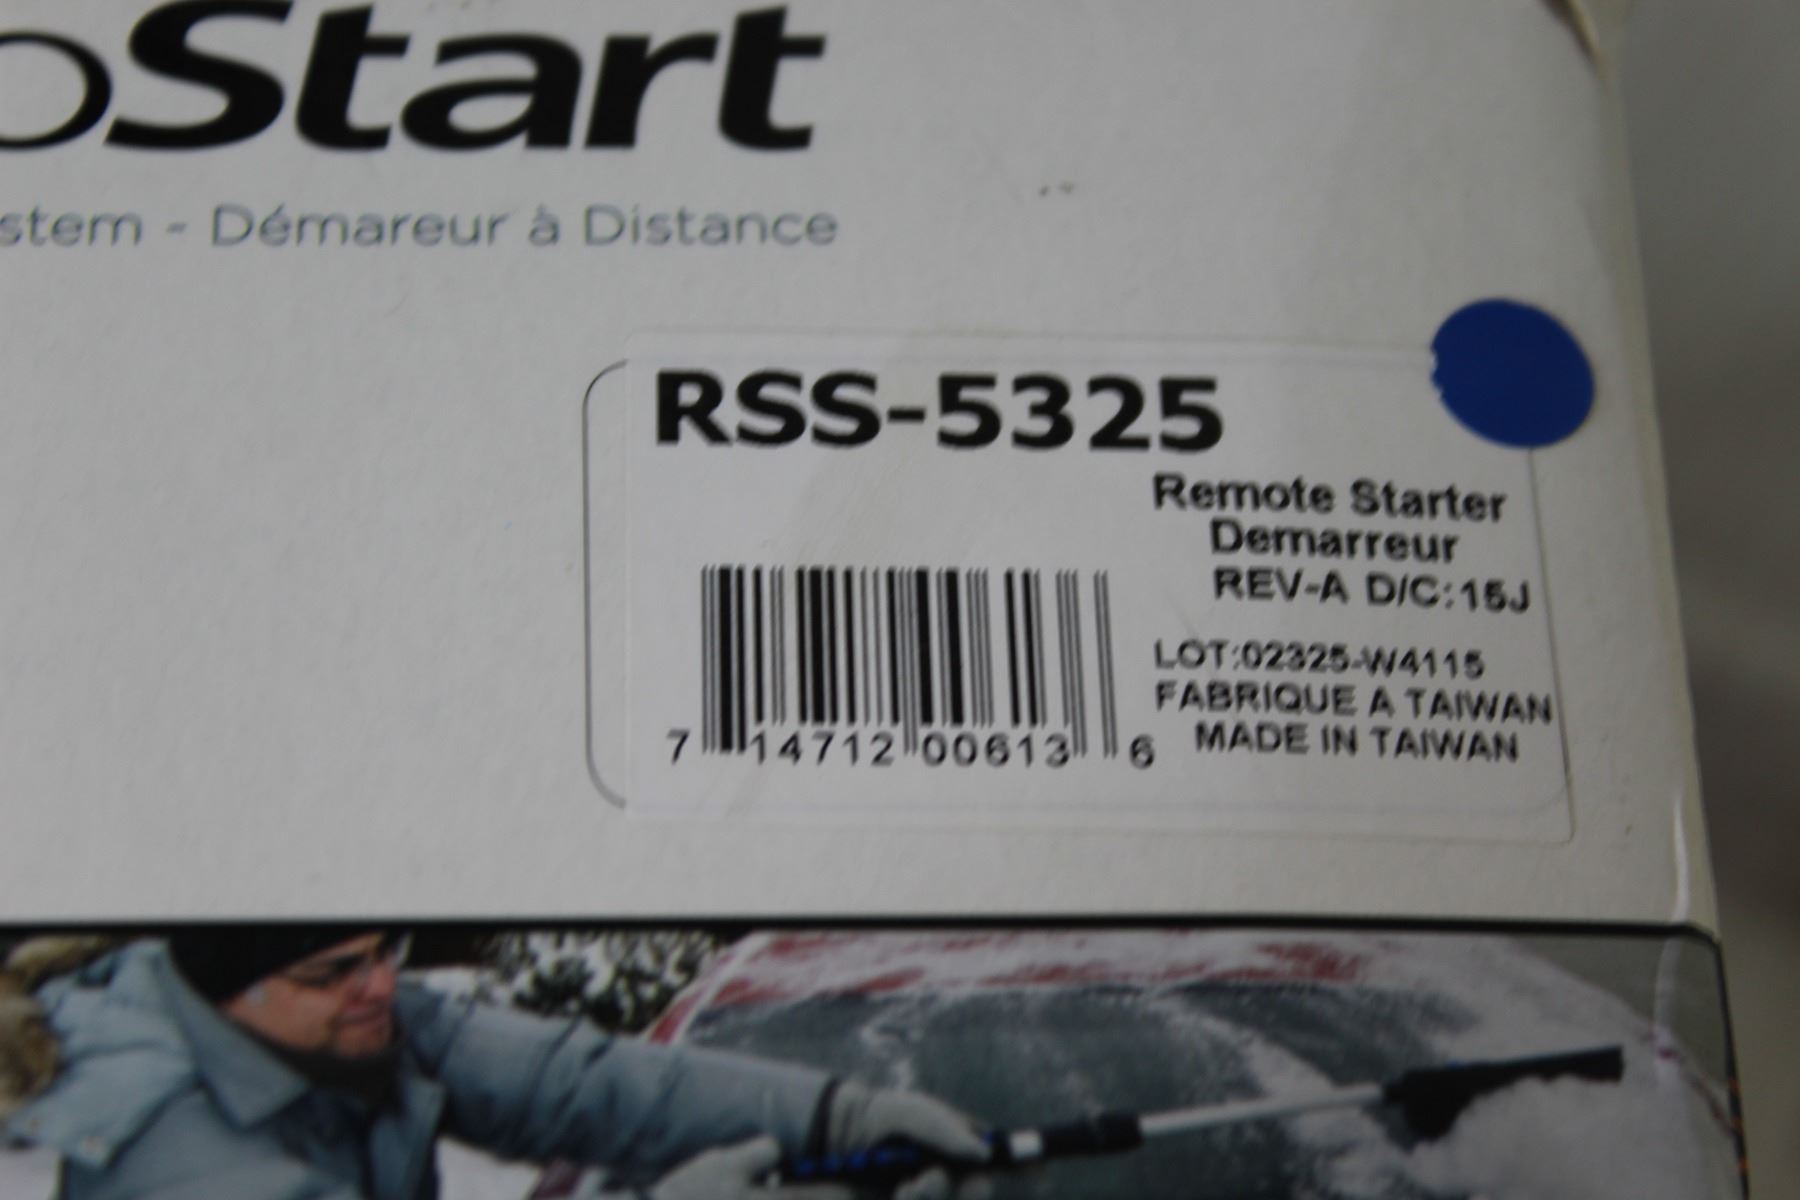 oStart
stem - Démareur à Distance
RSS-5325
Remote Starter
Demarreur
REV-A D/C:15J
LOT:02325-W4115
FABRIQUE A TAIWAN
MADE IN TAIWAN
7 14712 00613 6